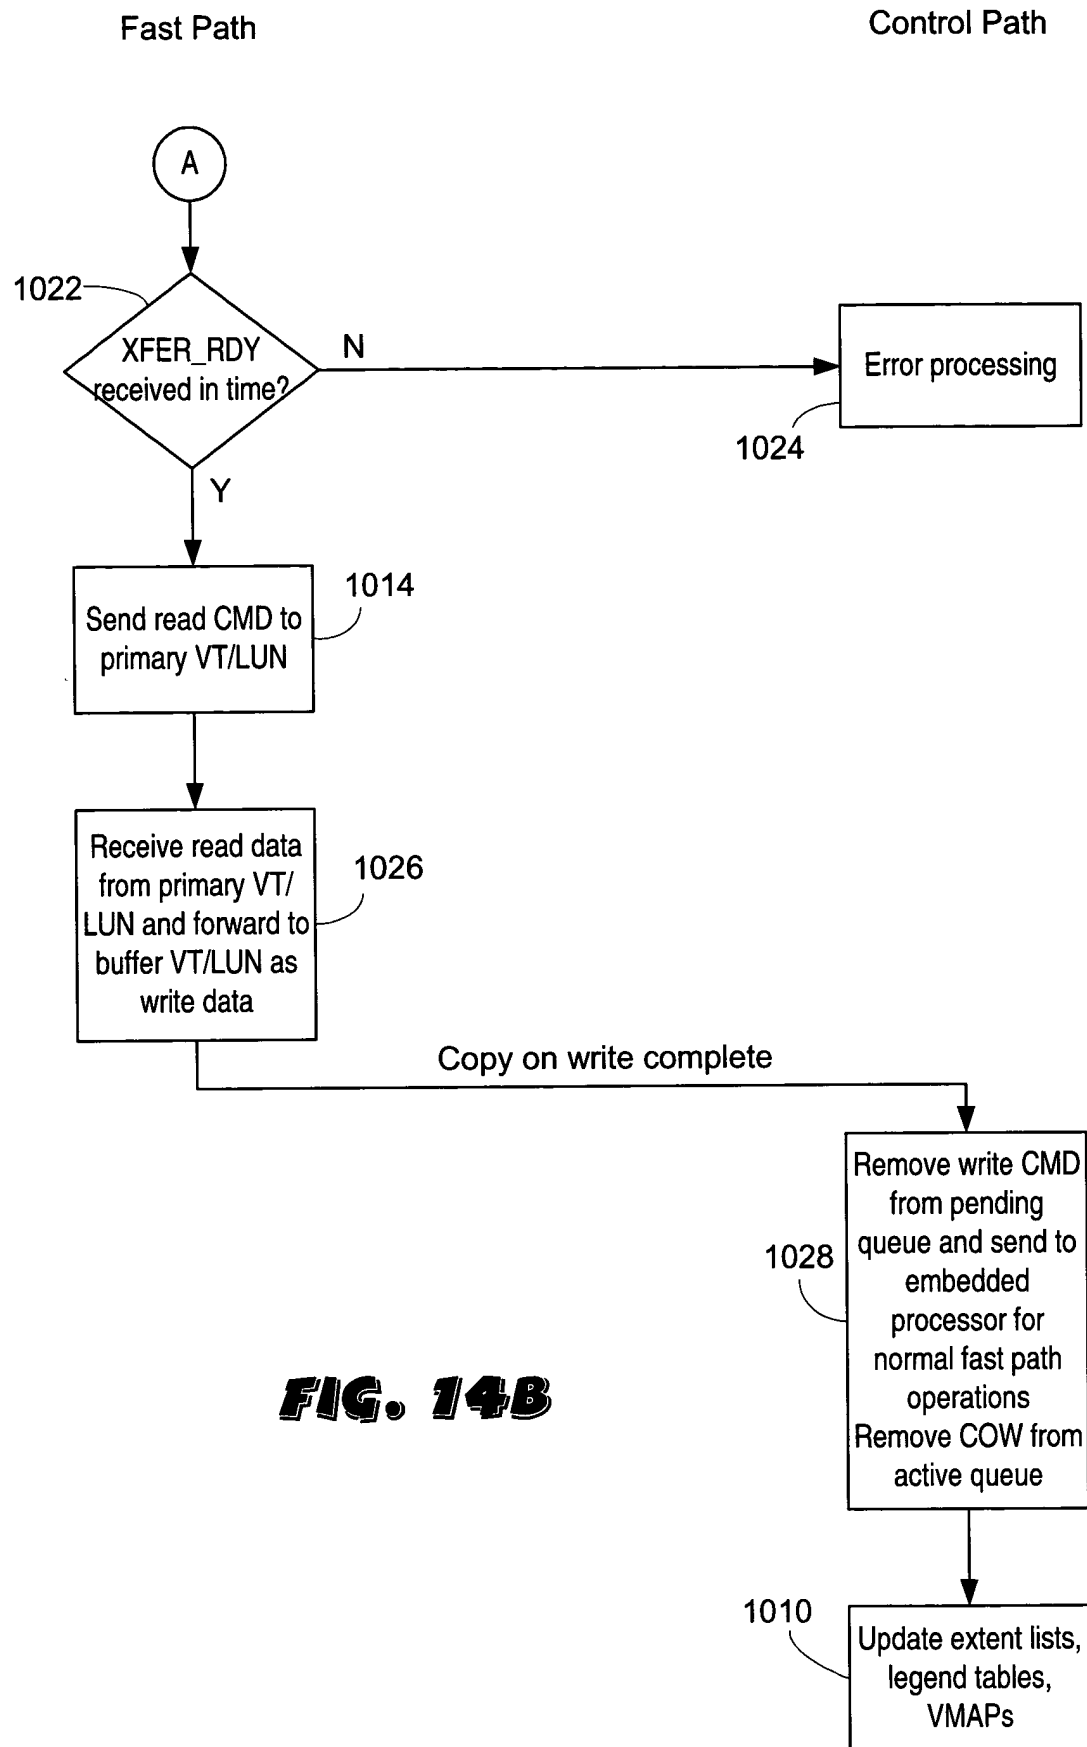 Fast Path
Control Path
A
1022
XFER_RDY
received in time?
N
Error processing
1024
Y
1014
Send read CMD to
primary VT/LUN
Receive read data
from primary VT/
LUN and forward to
buffer VT/LUN as
write data
1026
Copy on write complete
Remove write CMD
from pending
queue and send to
embedded
processor for
normal fast path
operations
Remove COW from
active queue
1028
FIG. 14B
1010
Update extent lists,
legend tables,
VMAPs